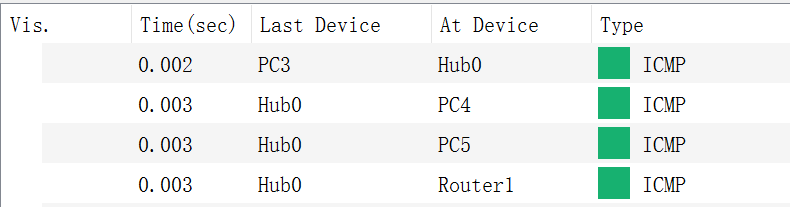 Vis. Time(sec) Last Device At Device Type
0.002 PC3 Hub0 ICMP
0.003 Hub0 PC4 ICMP
0.003 Hub0 PC5 ICMP
0.003 Hub0 Router1 ICMP